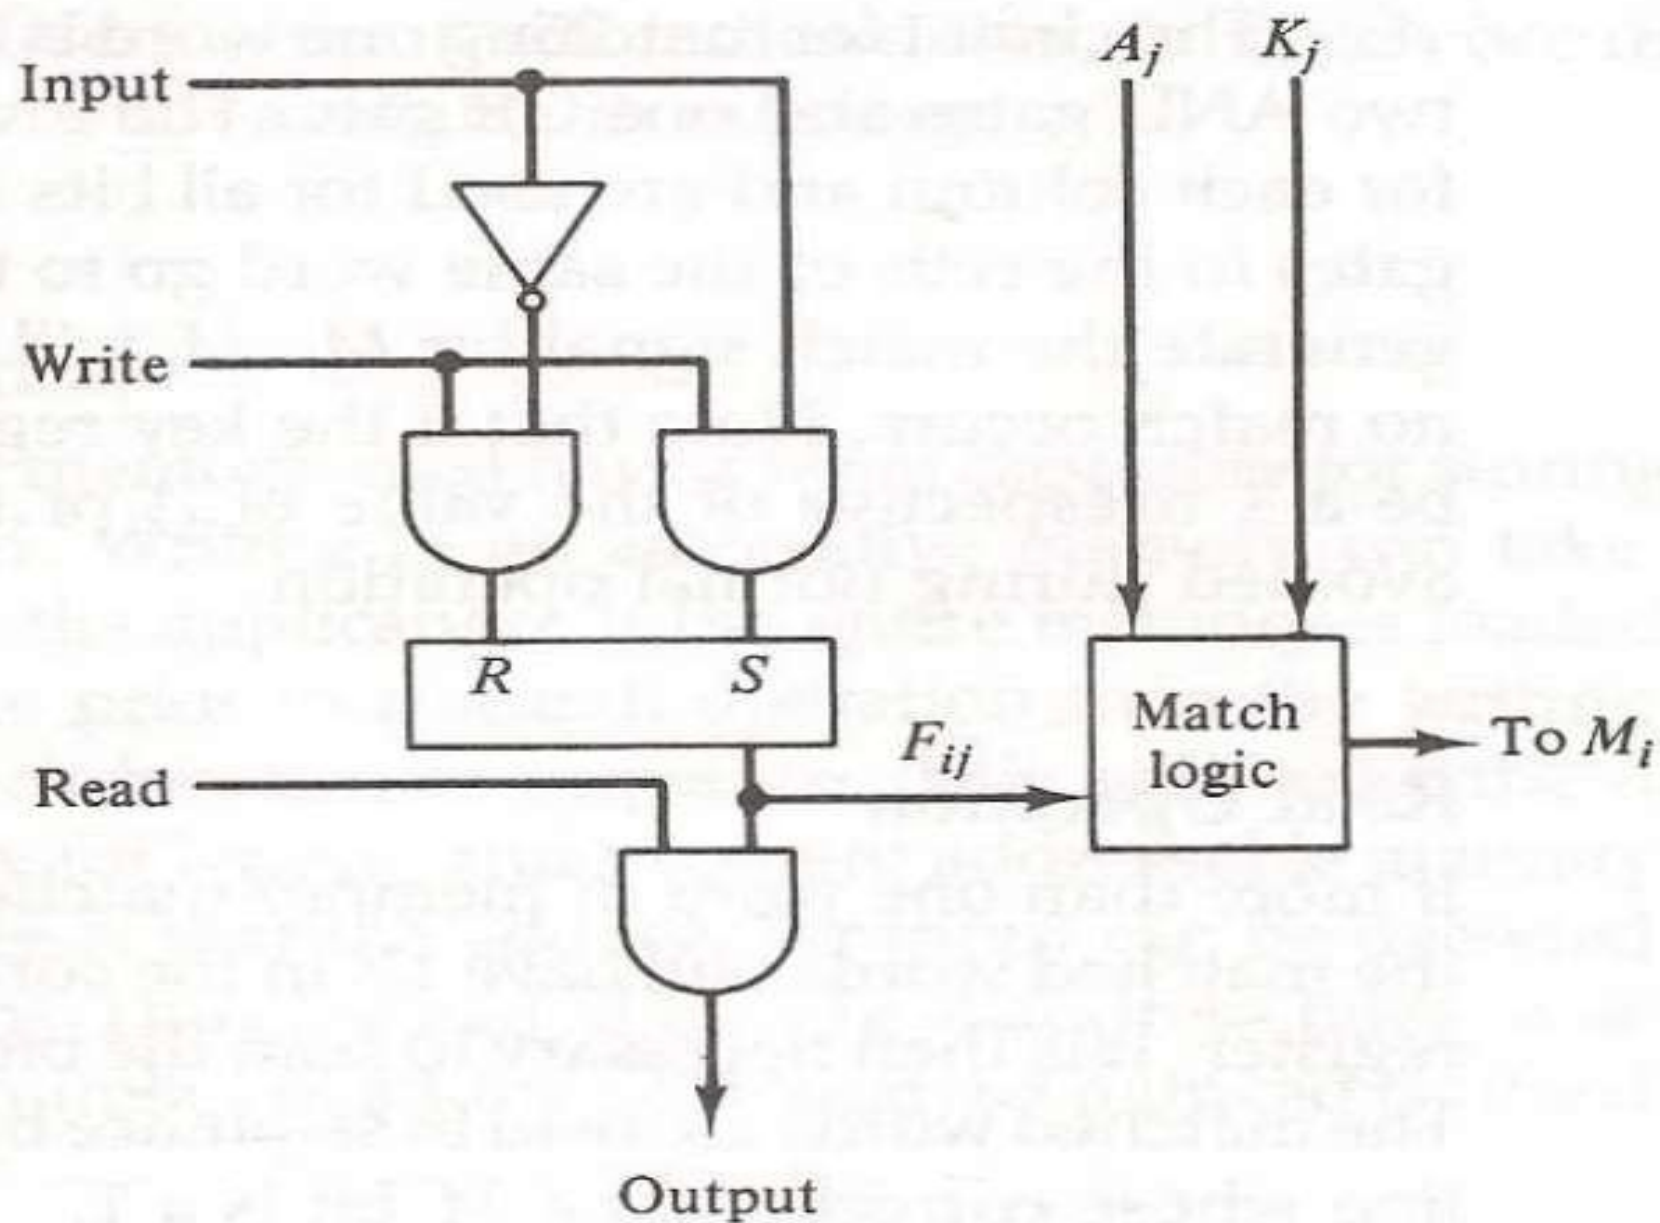 Input
A_j
K_j
Write
R
S
Match
logic
F_ij
To M_i
Read
Output